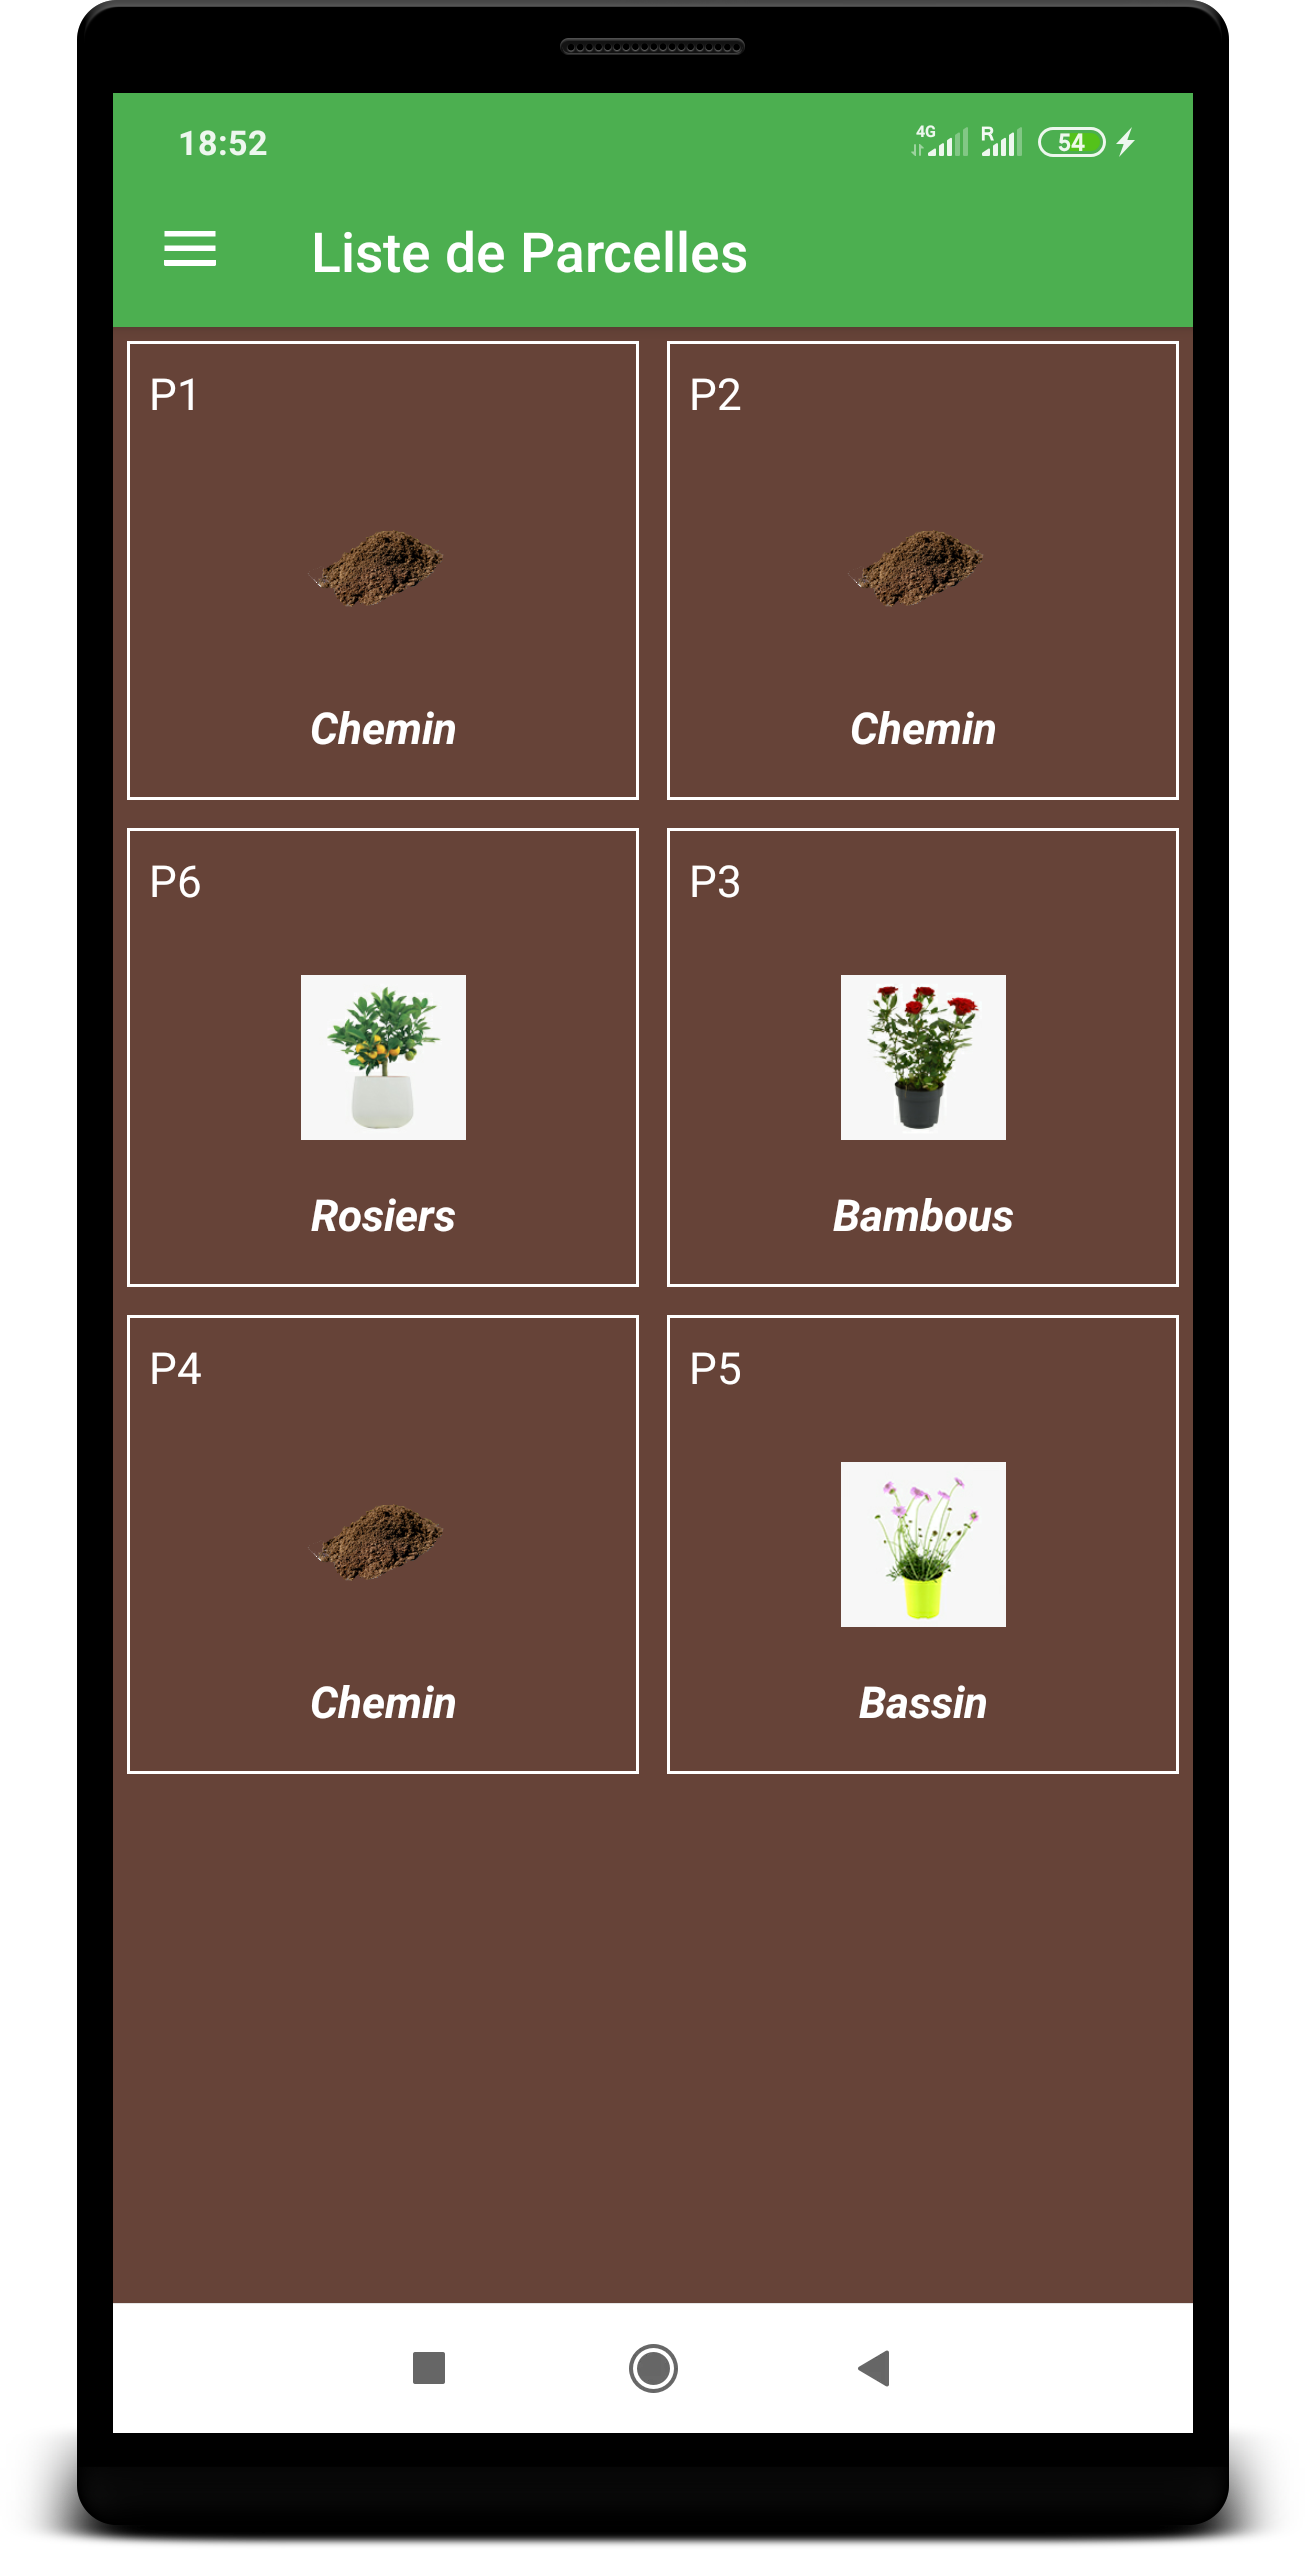 18:52
4G R 54
Liste de Parcelles
P1
P2
Chemin
Chemin
P6
P3
Rosiers
Bambous
P4
P5
Chemin
Bassin